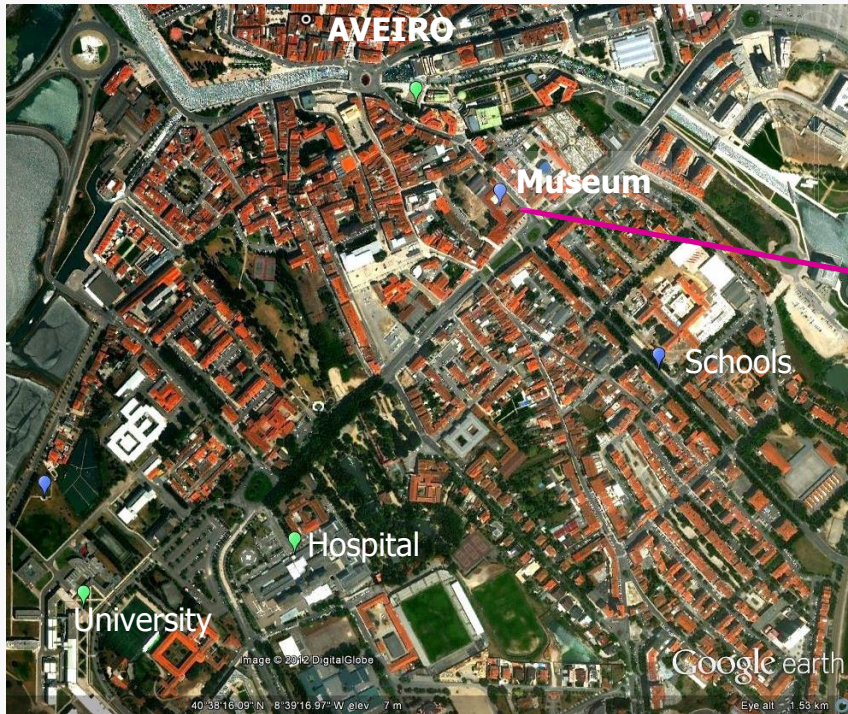 AVEIRO
Museum
Schools
Hospital
University
Image © 2012 DigitalGlobe
Google earth
40°38'16.09" N 8°39'16.97" W elev 7 m
Eye alt 1.53 km